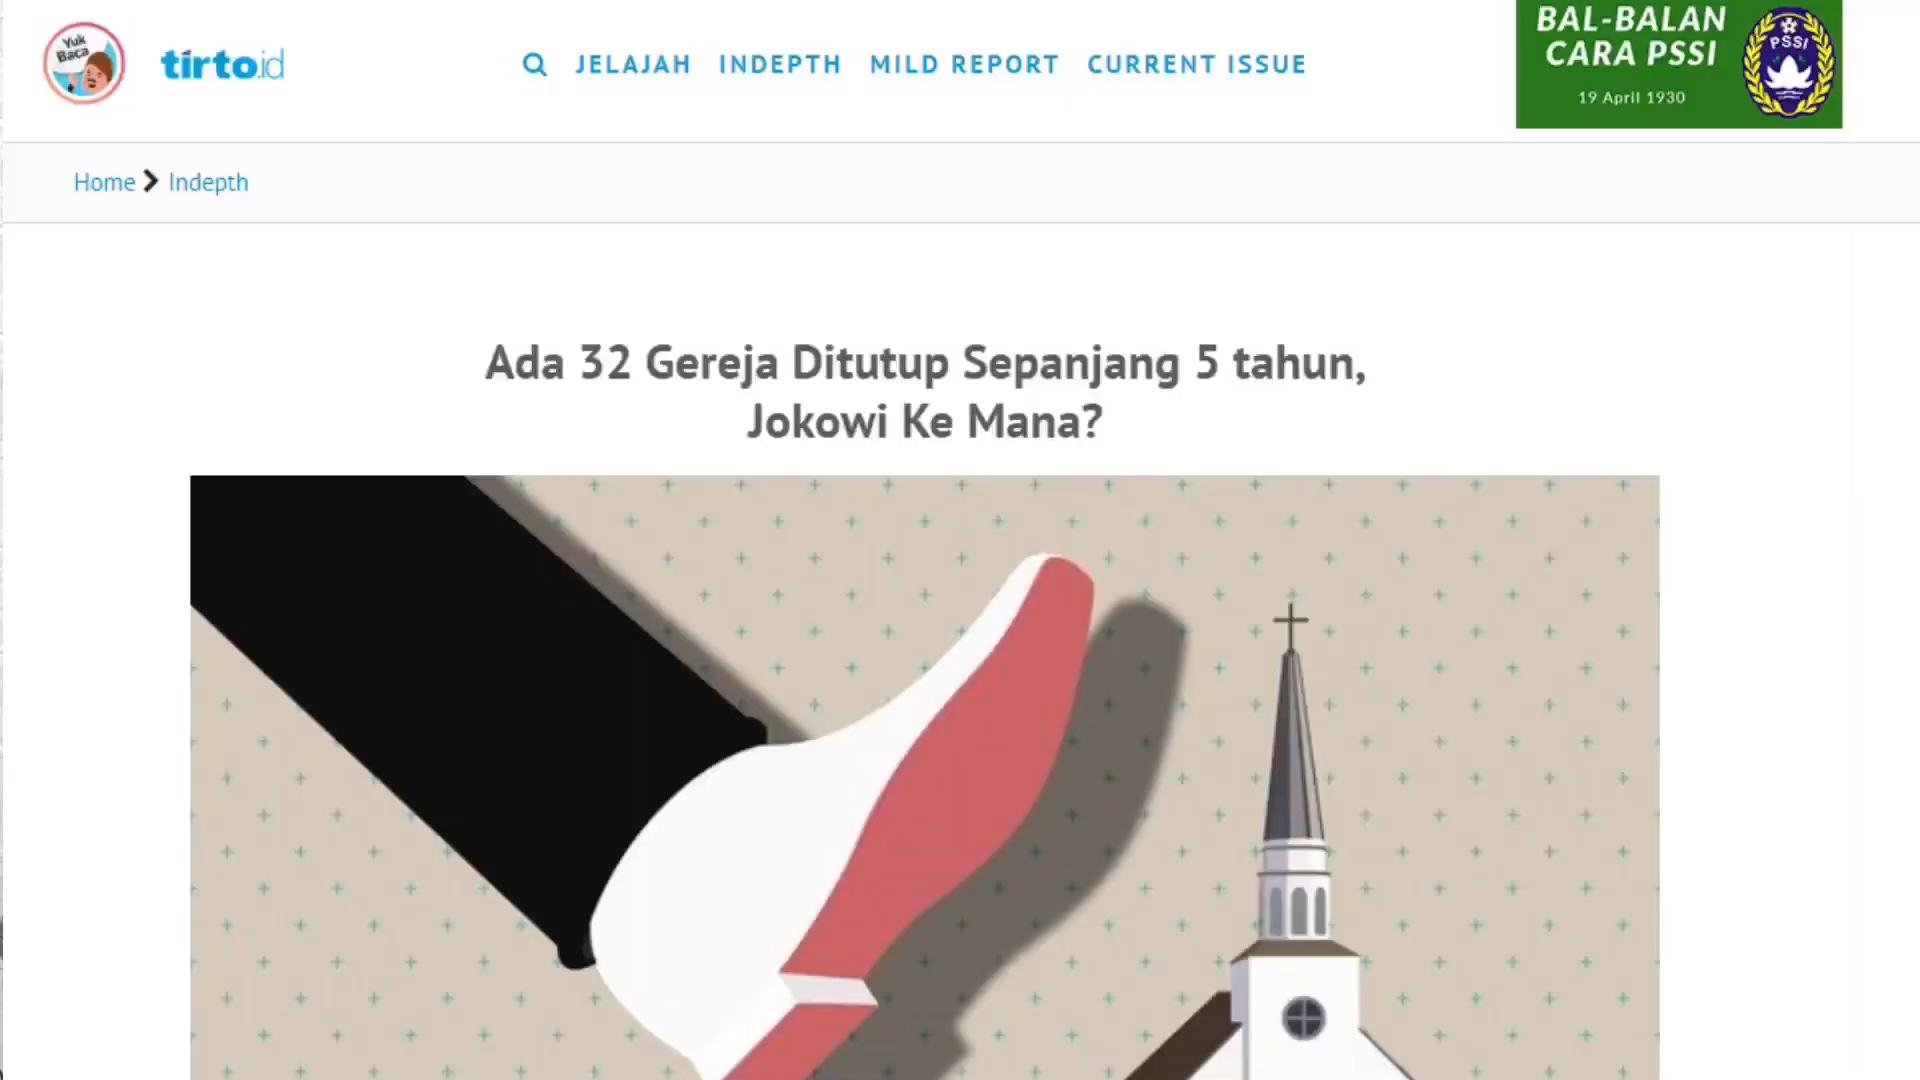 Yuk
Baca
tirto.id
JELAJAH INDEPTH MILD REPORT CURRENT ISSUE
BAL-BALAN
CARA PSSI
19 April 1930
PSSI
Home Indepth
Ada 32 Gereja Ditutup Sepanjang 5 tahun,
Jokowi Ke Mana?